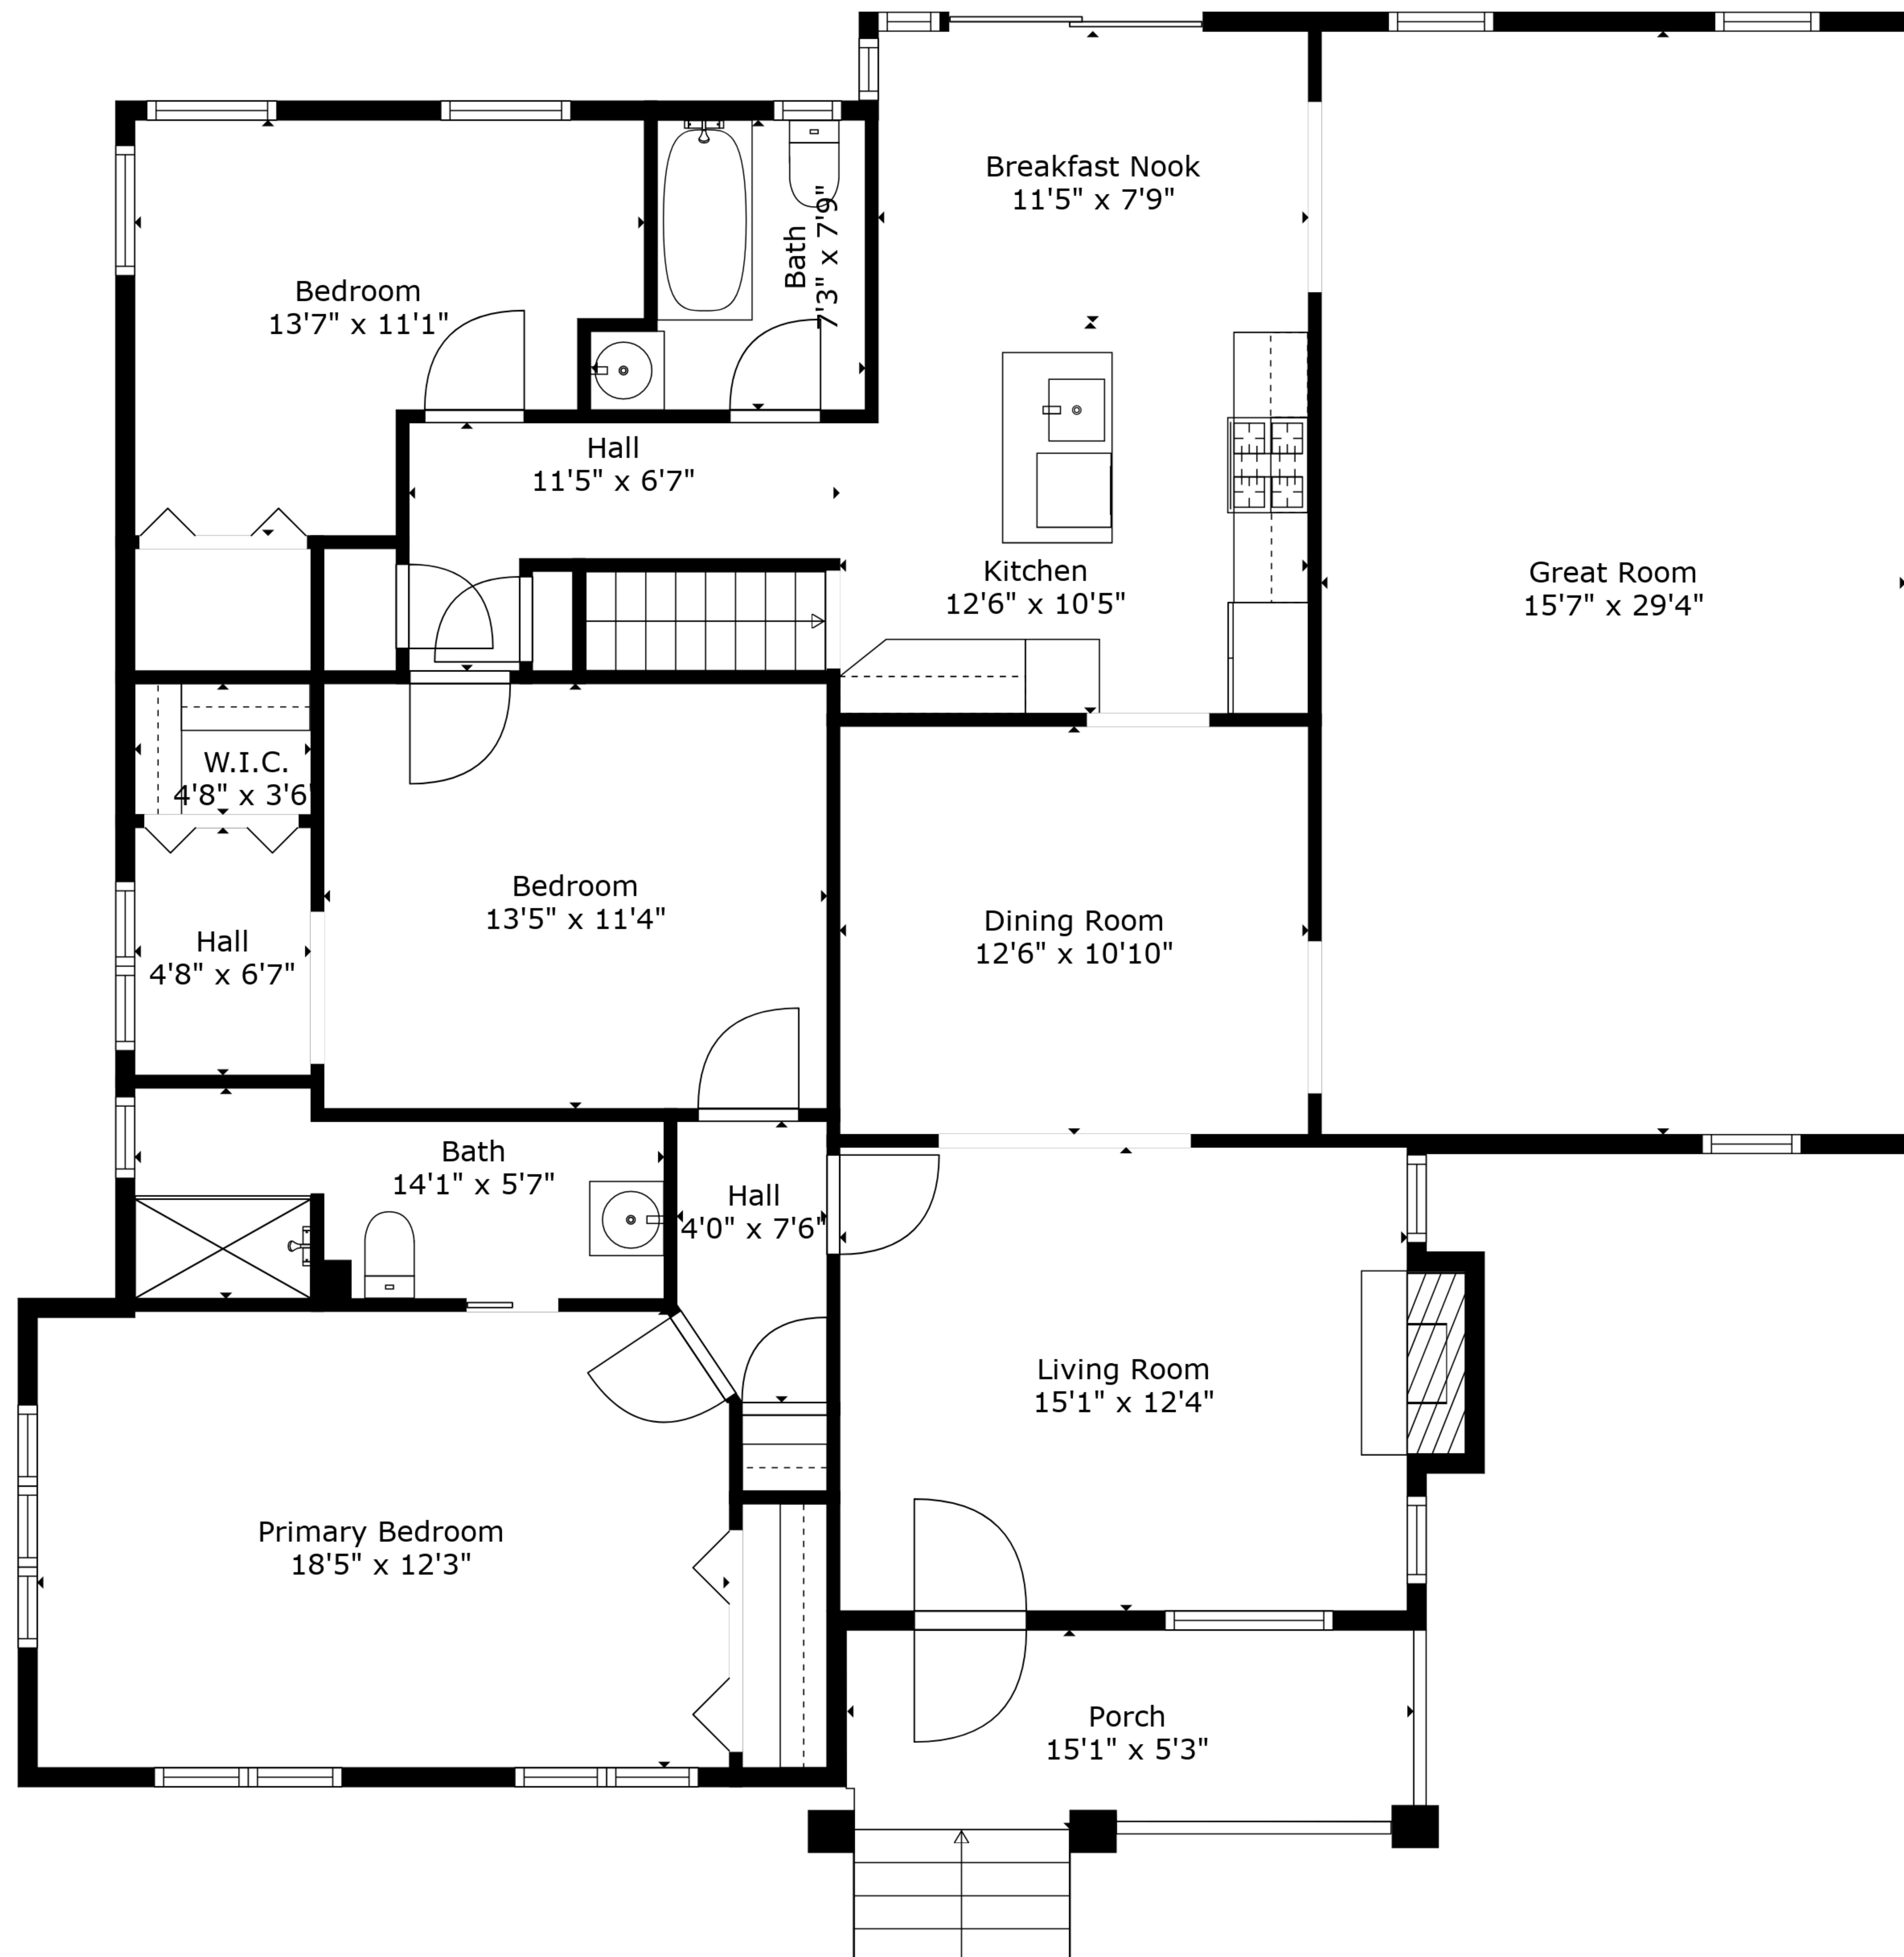 Breakfast Nook
11'5" x 7'9"
Bath
7'3" x 7'9"
Bedroom
13'7" x 11'1"
Hall
11'5" x 6'7"
Kitchen
12'6" x 10'5"
Great Room
15'7" x 29'4"
W.I.C.
4'8" x 3'6'
Bedroom
13'5" x 11'4"
Dining Room
12'6" x 10'10"
Hall
4'8" x 6'7"
Bath
14'1" x 5'7"
Hall
4'0" x 7'6"
Living Room
15'1" x 12'4"
Primary Bedroom
18'5" x 12'3"
Porch
15'1" x 5'3"